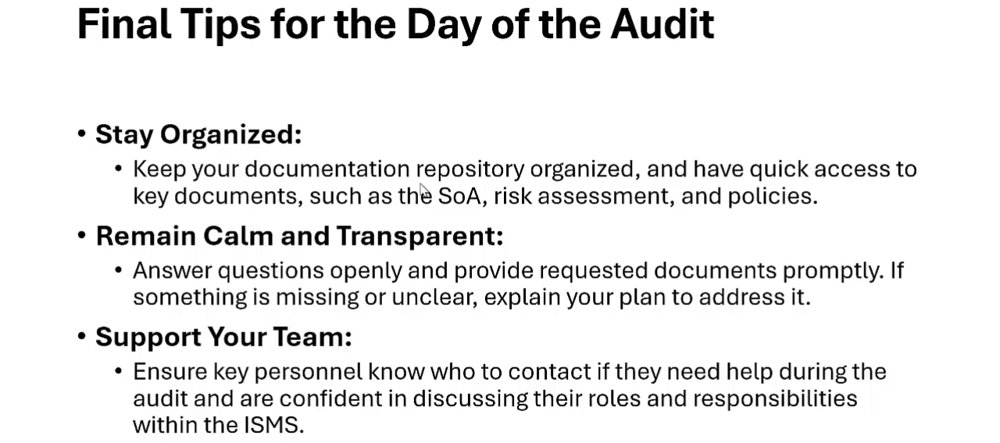 Final Tips for the Day of the Audit
• Stay Organized:
• Keep your documentation repository organized, and have quick access to
key documents, such as the SoA, risk assessment, and policies.
• Remain Calm and Transparent:
• Answer questions openly and provide requested documents promptly. If
something is missing or unclear, explain your plan to address it.
• Support Your Team:
• Ensure key personnel know who to contact if they need help during the
audit and are confident in discussing their roles and responsibilities
within the ISMS.